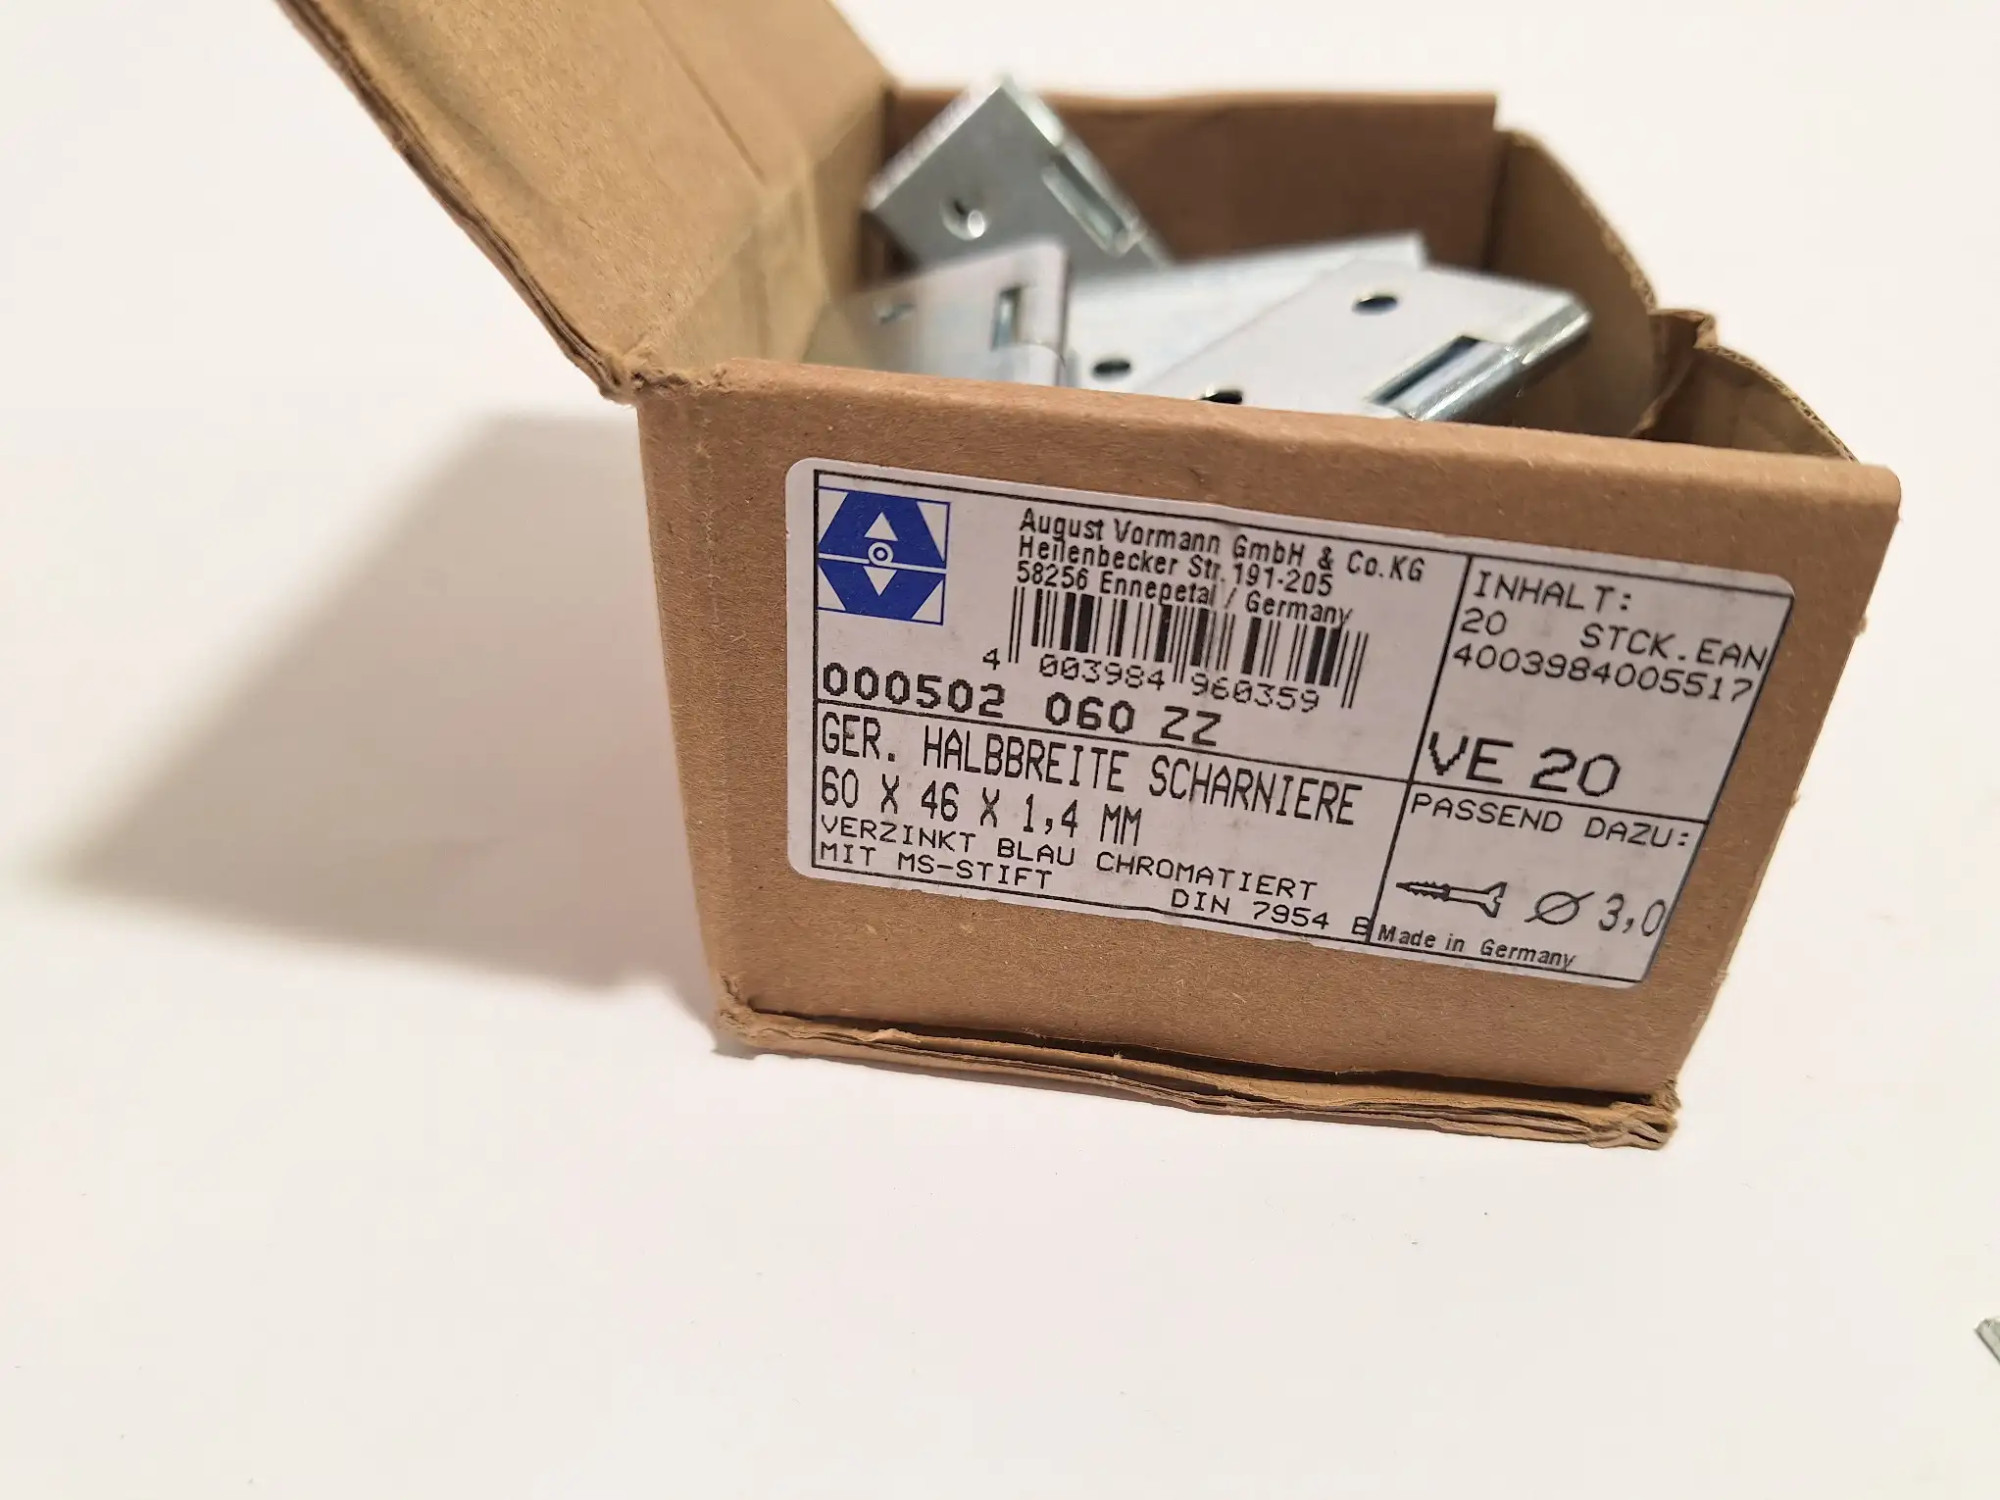 August Vormann GmbH & Co.KG
Heilenbecker Str.191-205
58256 Ennepetal / Germany
4 003984 960359
000502 060 ZZ
GER. HALBBREITE SCHARNIERE
60 X 46 X 1,4 MM
VERZINKT BLAU CHROMATIERT
MIT MS-STIFT
DIN 7954 B
INHALT:
20 STCK.EAN
4003984005517
VE 20
PASSEND DAZU:
Ø 3,0
Made in Germany